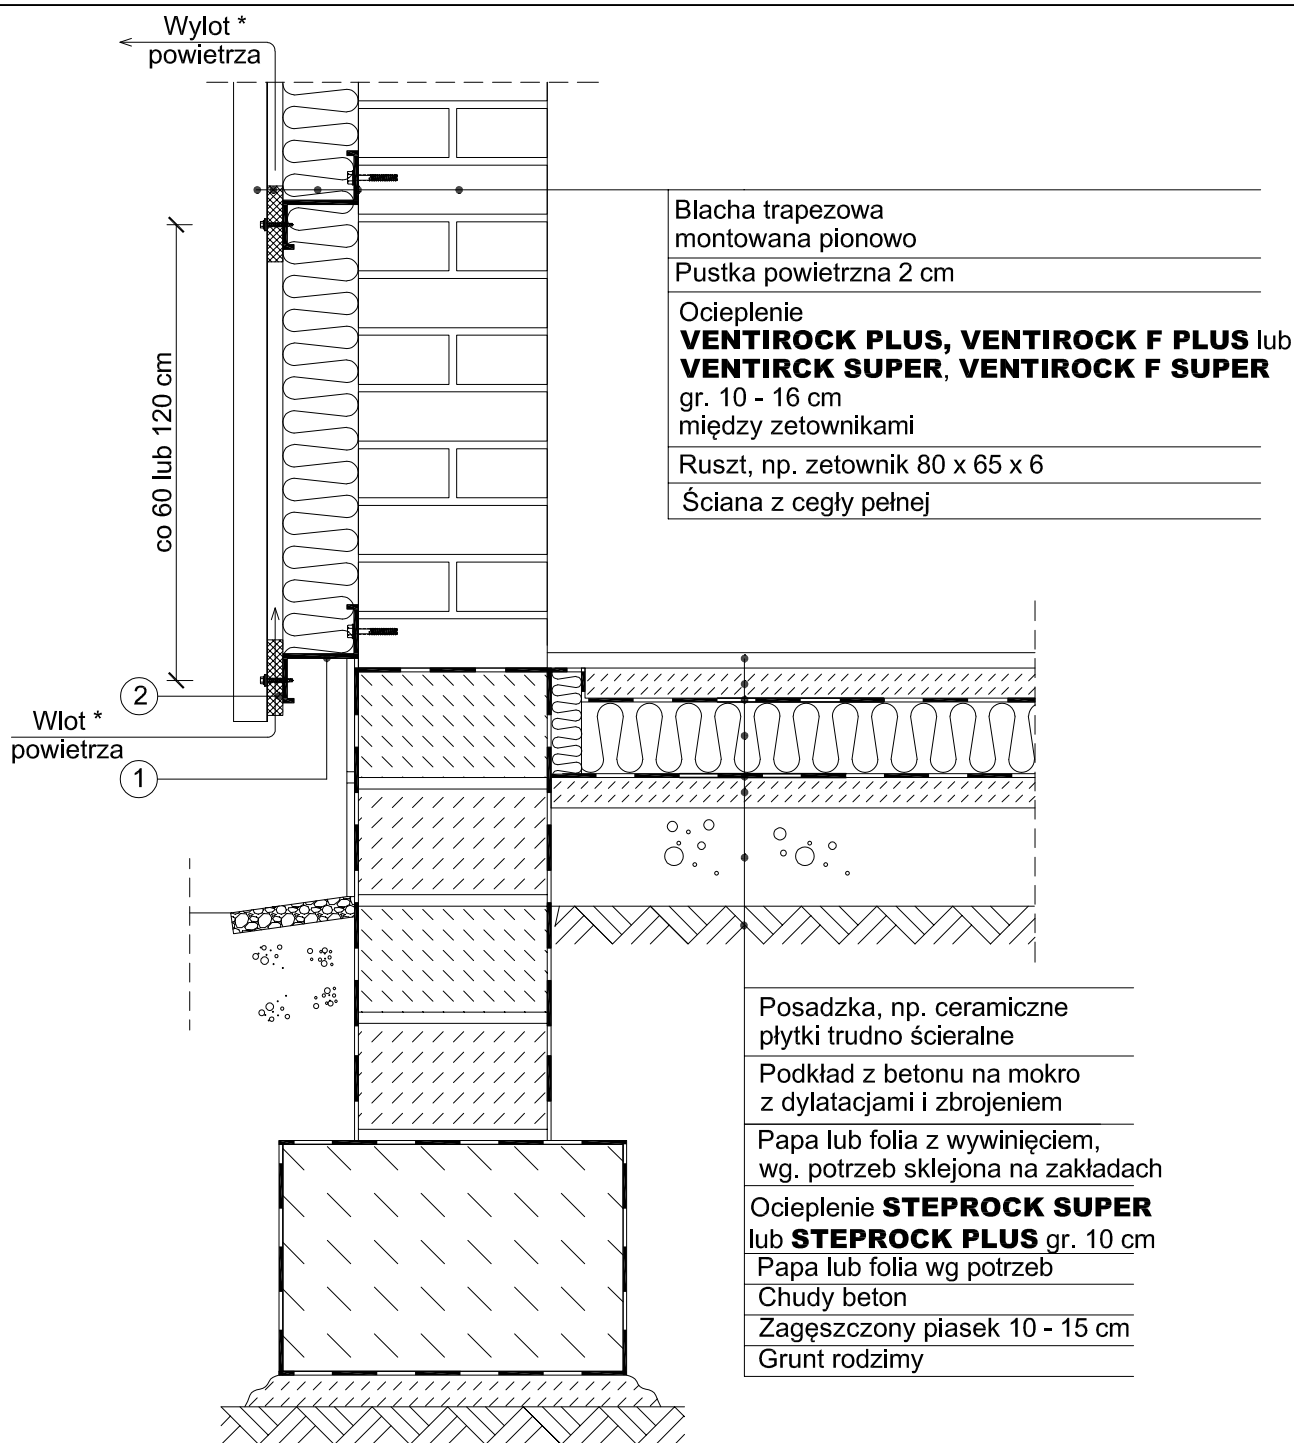 Wylot *
powietrza
Blacha trapezowa
montowana pionowo
Pustka powietrzna 2 cm
Ocieplenie
VENTIROCK PLUS, VENTIROCK F PLUS lub
VENTIRCK SUPER, VENTIROCK F SUPER
gr. 10 - 16 cm
między zetownikami
Ruszt, np. zetownik 80 x 65 x 6
Ściana z cegły pełnej
co 60 lub 120 cm
2
Wlot *
powietrza
1
Posadzka, np. ceramiczne
płytki trudno ścieralne
Podkład z betonu na mokro
z dylatacjami i zbrojeniem
Papa lub folia z wywinięciem,
wg. potrzeb sklejona na zakładach
Ocieplenie STEPROCK SUPER
lub STEPROCK PLUS gr. 10 cm
Papa lub folia wg potrzeb
Chudy beton
Zagęszczony piasek 10 - 15 cm
Grunt rodzimy